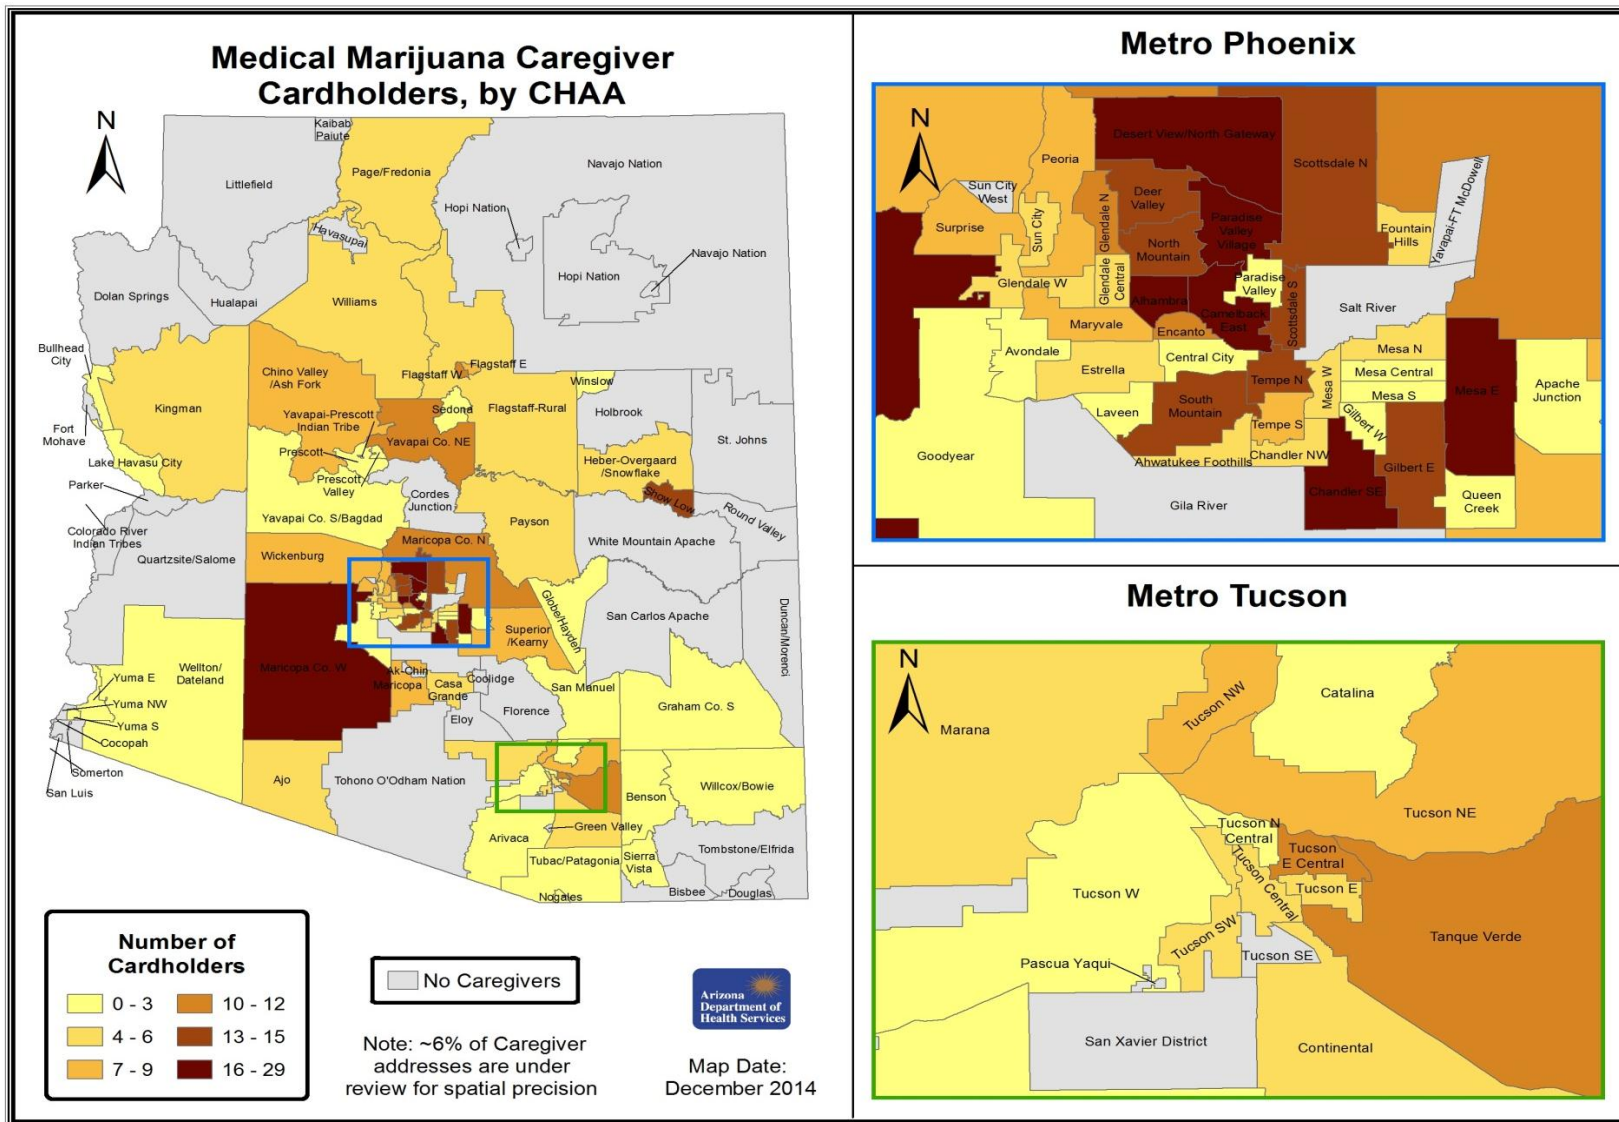 Medical Marijuana Caregiver
Cardholders, by CHAA
N
Kaibab
Paiute
Page/Fredonia
Navajo Nation
Littlefield
Hopi Nation
Havasupai
Navajo Nation
Hopi Nation
Dolan Springs
Hualapai
Williams
Bullhead
City
Flagstaff E
Flagstaff W
Chino Valley
/Ash Fork
Winslow
Kingman
Sedona
Flagstaff-Rural
Holbrook
Yavapai-Prescott
Indian Tribe
St. Johns
Fort
Mohave
Yavapai Co. NE
Prescott
Lake Havasu City
Heber-Overgaard
/Snowflake
Prescott
Valley
Parker
Cordes
Junction
Show Low
Round Valley
Yavapai Co. S/Bagdad
Payson
Colorado River
Indian Tribes
Maricopa Co. N
White Mountain Apache
Quartzsite/Salome
Wickenburg
Globe/Hayden
San Carlos Apache
Duncan/Morenci
Superior
/Kearny
Wellton/
Dateland
Maricopa Co. W
Ak-Chin
Maricopa
Casa
Grande
Coolidge
San Manuel
Yuma E
Yuma NW
Florence
Graham Co. S
Eloy
Yuma S
Cocopah
Somerton
San Luis
Ajo
Tohono O'Odham Nation
Willcox/Bowie
Benson
Green Valley
Arivaca
Tombstone/Elfrida
Tubac/Patagonia
Sierra
Vista
Nogales
Bisbee
Douglas
Number of
Cardholders
0 - 3
10 - 12
4 - 6
13 - 15
7 - 9
16 - 29
No Caregivers
Note: ~6% of Caregiver
addresses are under
review for spatial precision
Arizona
Department of
Health Services
Map Date:
December 2014
Metro Phoenix
N
Desert View/North Gateway
Peoria
Scottsdale N
Sun City
West
Deer
Valley
Yavapai-FT McDowell
Surprise
Sun City
Glendale N
Paradise
Valley
Village
Fountain
Hills
North
Mountain
Glendale W
Glendale
Central
Paradise
Valley
Alhambra
Scottsdale S
Salt River
Maryvale
Encanto
Camelback
East
Avondale
Central City
Mesa N
Estrella
Mesa W
Mesa Central
Tempe N
Mesa S
Mesa E
Apache
Junction
Laveen
South
Mountain
Tempe S
Gilbert W
Goodyear
Ahwatukee Foothills
Chandler NW
Gilbert E
Chandler SE
Queen
Creek
Gila River
Metro Tucson
N
Tucson NW
Catalina
Marana
Tucson NE
Tucson N
Central
Tucson
E Central
Tucson Central
Tucson E
Tucson W
Tucson SW
Tanque Verde
Tucson SE
Pascua Yaqui
San Xavier District
Continental